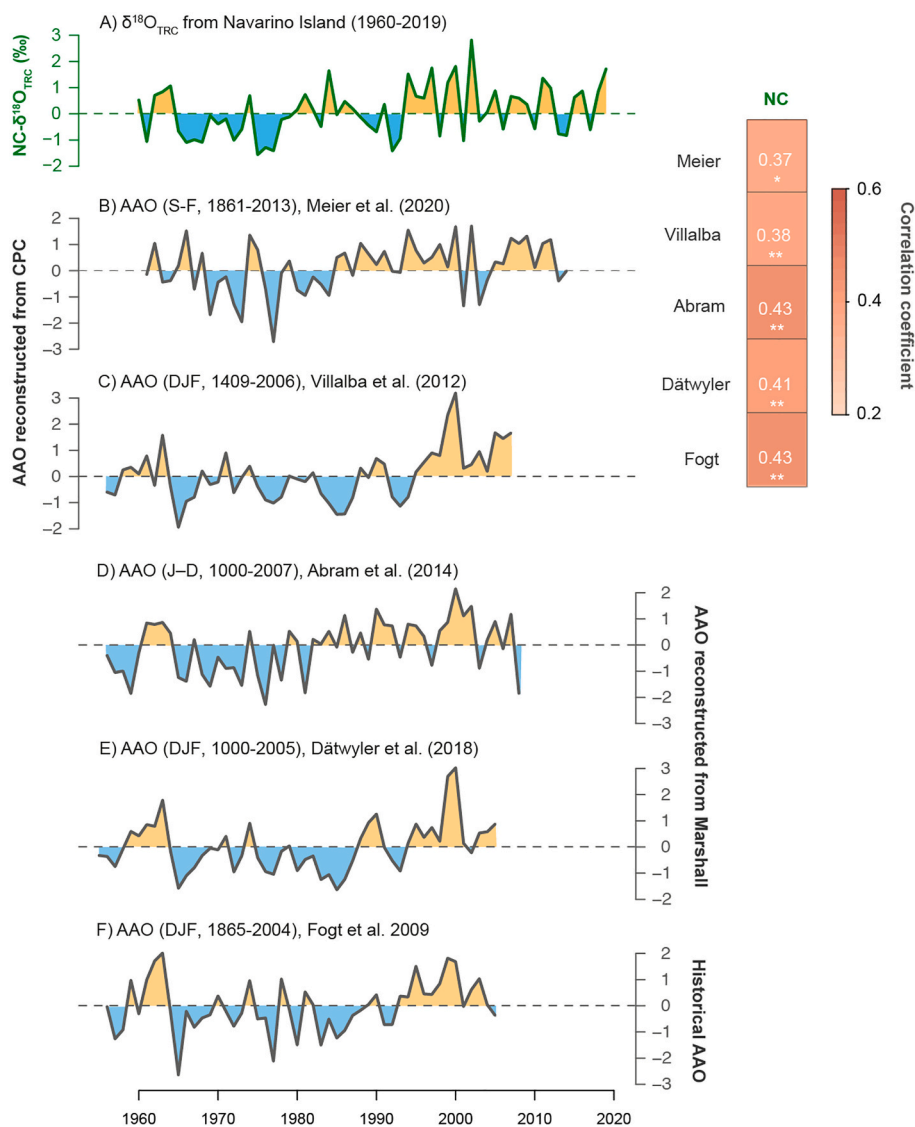 A) δ¹⁸O_TRC from Navarino Island (1960-2019)
NC-δ¹⁸O_TRC (‰)
3
2
1
0
−1
−2
B) AAO (S-F, 1861-2013), Meier et al. (2020)
AAO reconstructed from CPC
2
1
0
−1
−2
−3
C) AAO (DJF, 1409-2006), Villalba et al. (2012)
3
2
1
0
−1
−2
D) AAO (J–D, 1000-2007), Abram et al. (2014)
2
1
0
−1
−2
−3
AAO reconstructed from Marshall
E) AAO (DJF, 1000-2005), Dätwyler et al. (2018)
3
2
1
0
−1
−2
F) AAO (DJF, 1865-2004), Fogt et al. 2009
2
1
0
−1
−2
−3
Historical AAO
1960 1970 1980 1990 2000 2010 2020
NC
Meier 0.37
*
Villalba 0.38
**
Abram 0.43
**
Dätwyler 0.41
**
Fogt 0.43
**
0.6
0.4
0.2
Correlation coefficient